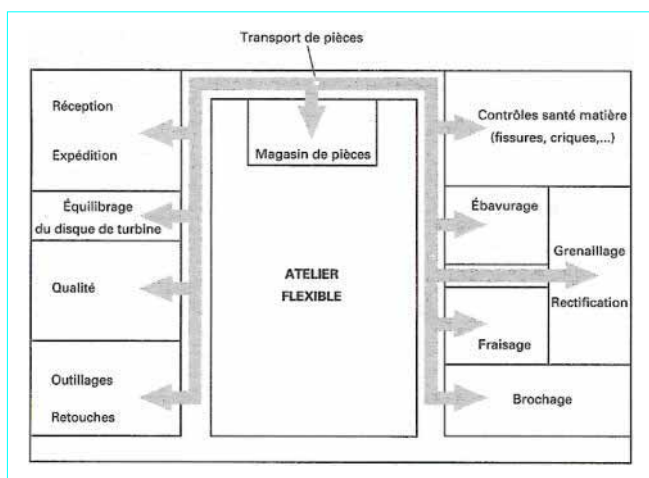 Transport de pièces
Réception
Expédition
Équilibrage
du disque de turbine
Qualité
Outillages
Retouches
Magasin de pièces
ATELIER
FLEXIBLE
Contrôles santé matière
(fissures, criques,...)
Ébavurage
Grenaillage
Rectification
Fraisage
Brochage